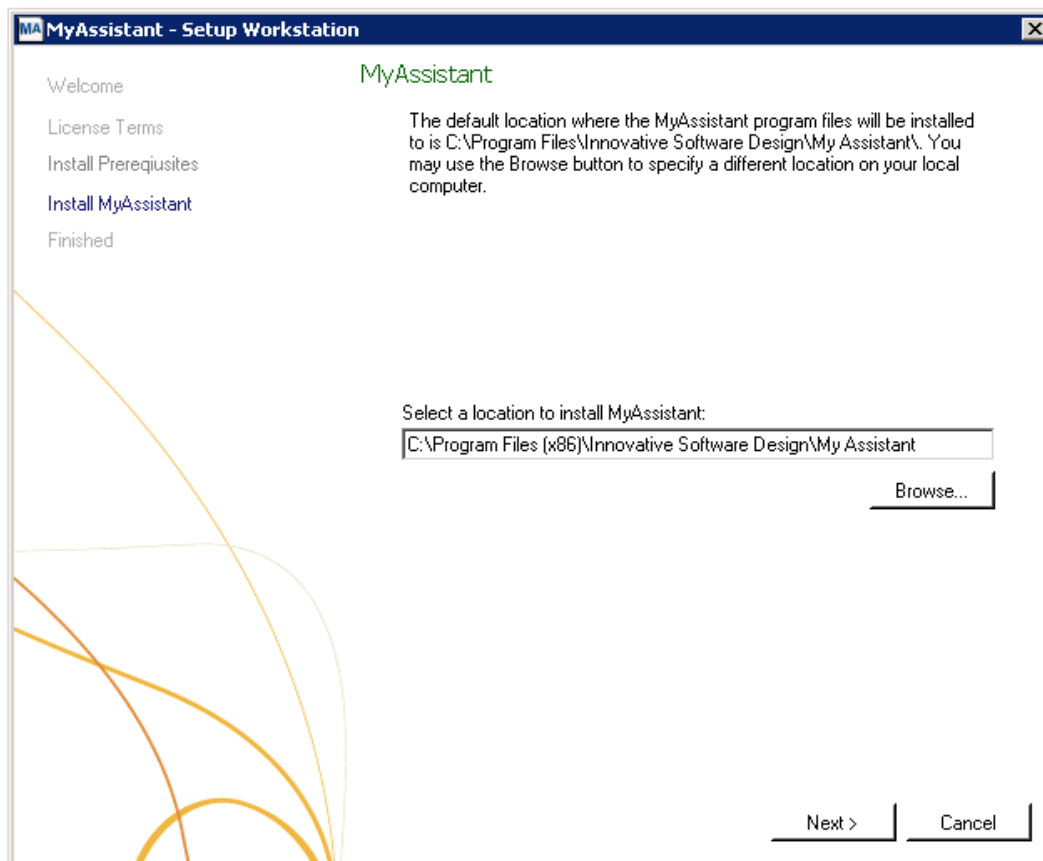 MA MyAssistant - Setup Workstation
Welcome
License Terms
Install Prereqiusites
Install MyAssistant
Finished
MyAssistant
The default location where the MyAssistant program files will be installed
to is C:\Program Files\Innovative Software Design\My Assistant\. You
may use the Browse button to specify a different location on your local
computer.
Select a location to install MyAssistant:
C:\Program Files (x86)\Innovative Software Design\My Assistant
Browse...
Next >
Cancel